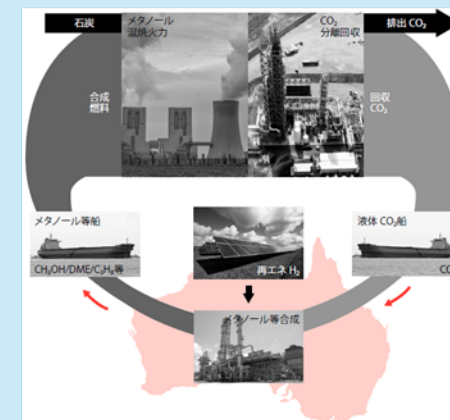 石炭
メタノール
混焼火力
CO₂
分離回収
排出 CO₂
合成
燃料
回収
CO₂
メタノール等船
CH₃OH/DME/C₃H₈等
再エネ H₂
液体 CO₂船
CO
メタノール等合成